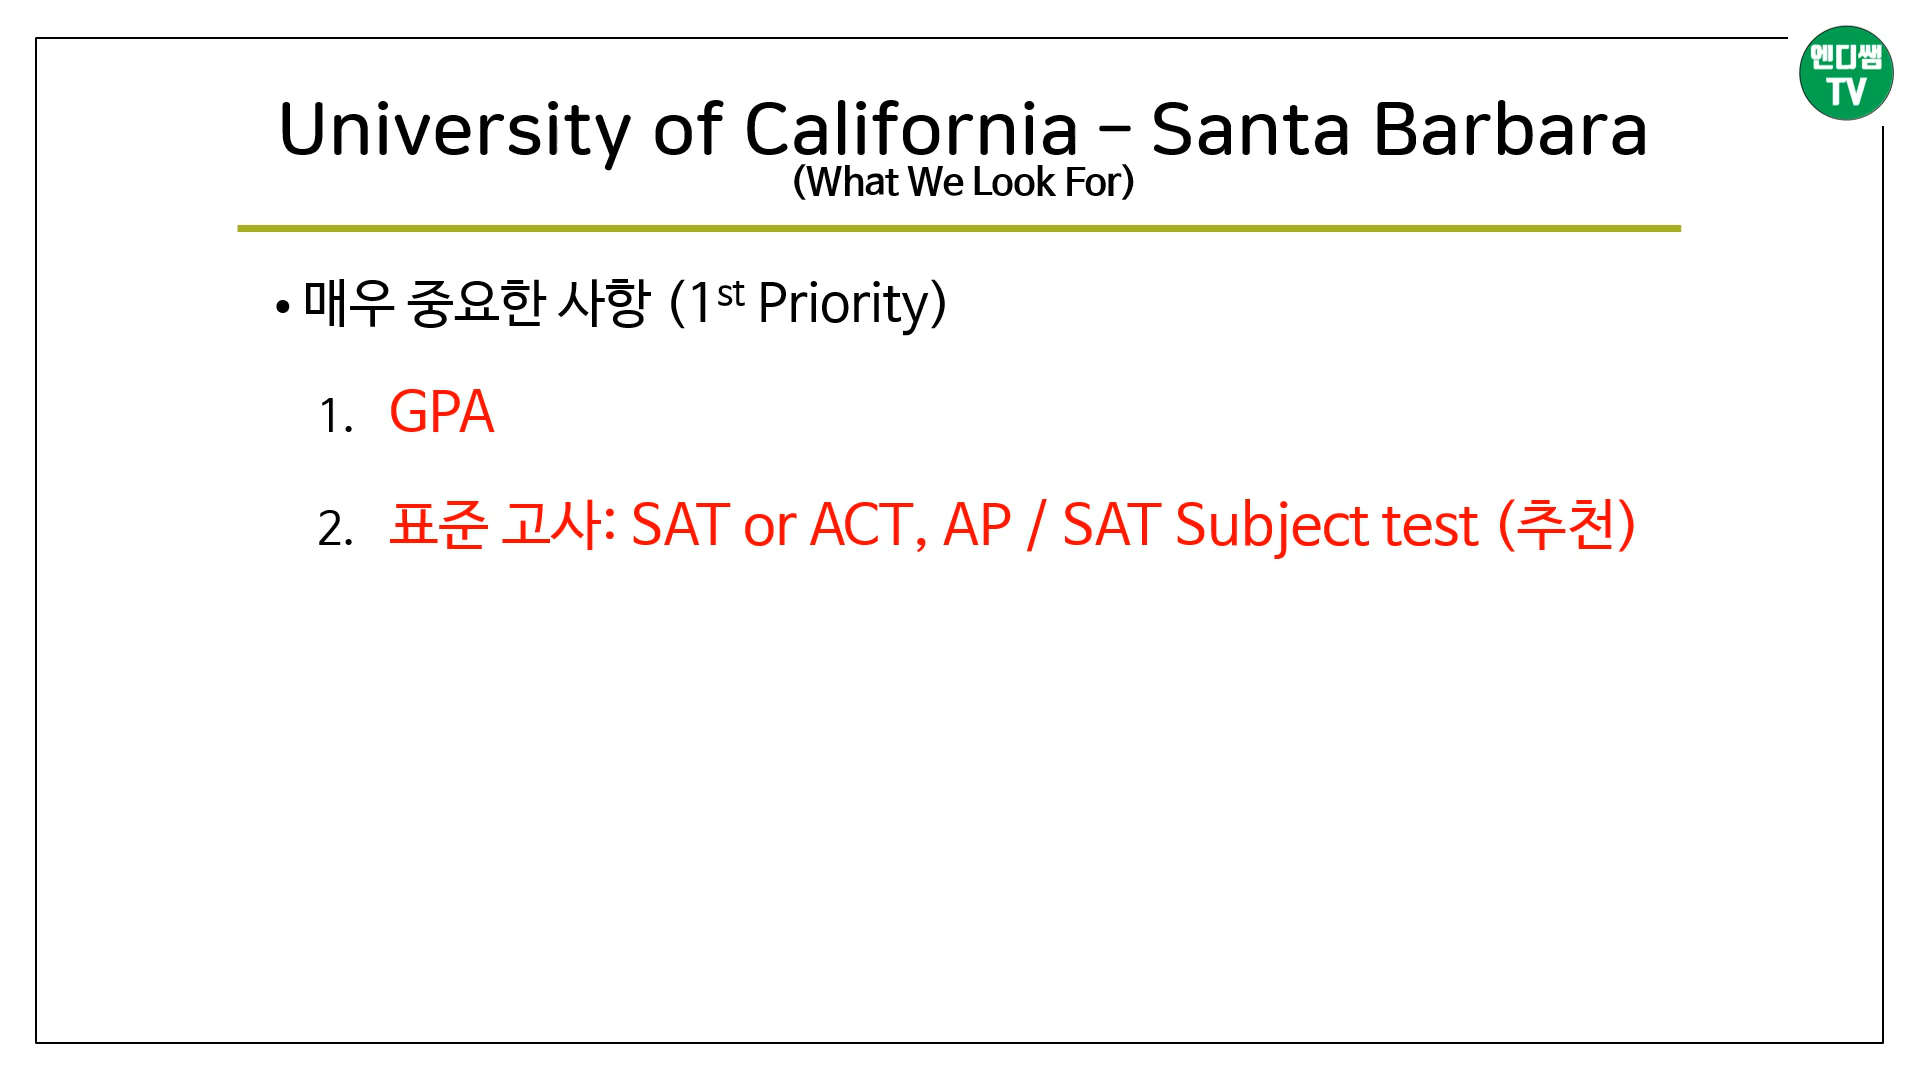 엔디쌤
TV
University of California – Santa Barbara
(What We Look For)
• 매우 중요한 사항 (1st Priority)
1. GPA
2. 표준 고사: SAT or ACT, AP / SAT Subject test (추천)